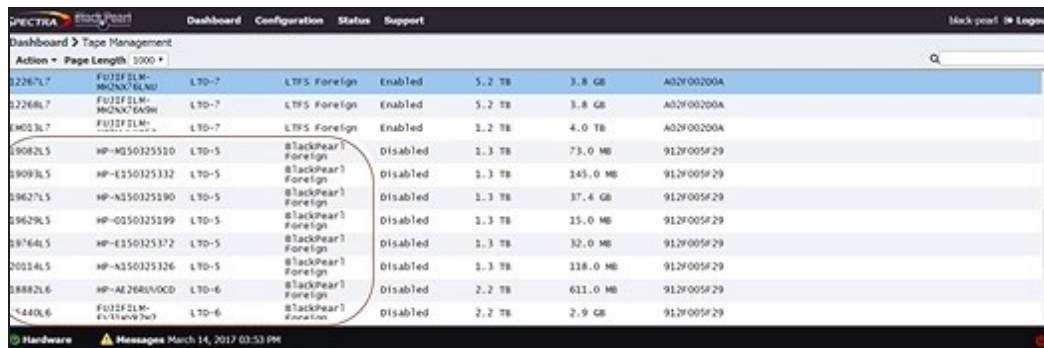 SPECTRA BlackPearl Dashboard Configuration Status Support black pearl Logou
Dashboard > Tape Management
Action Page Length 1000
12267L7 FUJIFILM- LTO-7 LTFS Foreign Enabled 5.2 TB 3.8 GB A02F00200A
12268L7 FUJIFILM- LTO-7 LTFS Foreign Enabled 5.2 TB 3.8 GB A02F00200A
EM013L7 FUJIFILM- LTO-7 LTFS Foreign Enabled 1.2 TB 4.0 TB A02F00200A
19082L5 HP-M150325510 LTO-5 BlackPearl Foreign Disabled 1.3 TB 73.0 MB 912F005F29
19093L5 HP-E150325332 LTO-5 BlackPearl Foreign Disabled 1.3 TB 145.0 MB 912F005F29
19627L5 HP-N150325190 LTO-5 BlackPearl Foreign Disabled 1.3 TB 37.4 GB 912F005F29
19629L5 HP-O150325199 LTO-5 BlackPearl Foreign Disabled 1.3 TB 15.0 MB 912F005F29
19764L5 HP-E150325372 LTO-5 BlackPearl Foreign Disabled 1.3 TB 32.0 MB 912F005F29
20114L5 HP-N150325326 LTO-5 BlackPearl Foreign Disabled 1.3 TB 118.0 MB 912F005F29
18882L6 LTO-6 BlackPearl Foreign Disabled 2.2 TB 611.0 MB 912F005F29
5440L6 FUJIFILM- LTO-6 BlackPearl Foreign Disabled 2.2 TB 2.9 GB 912F005F29
Hardware Messages March 14, 2017 03:53 PM